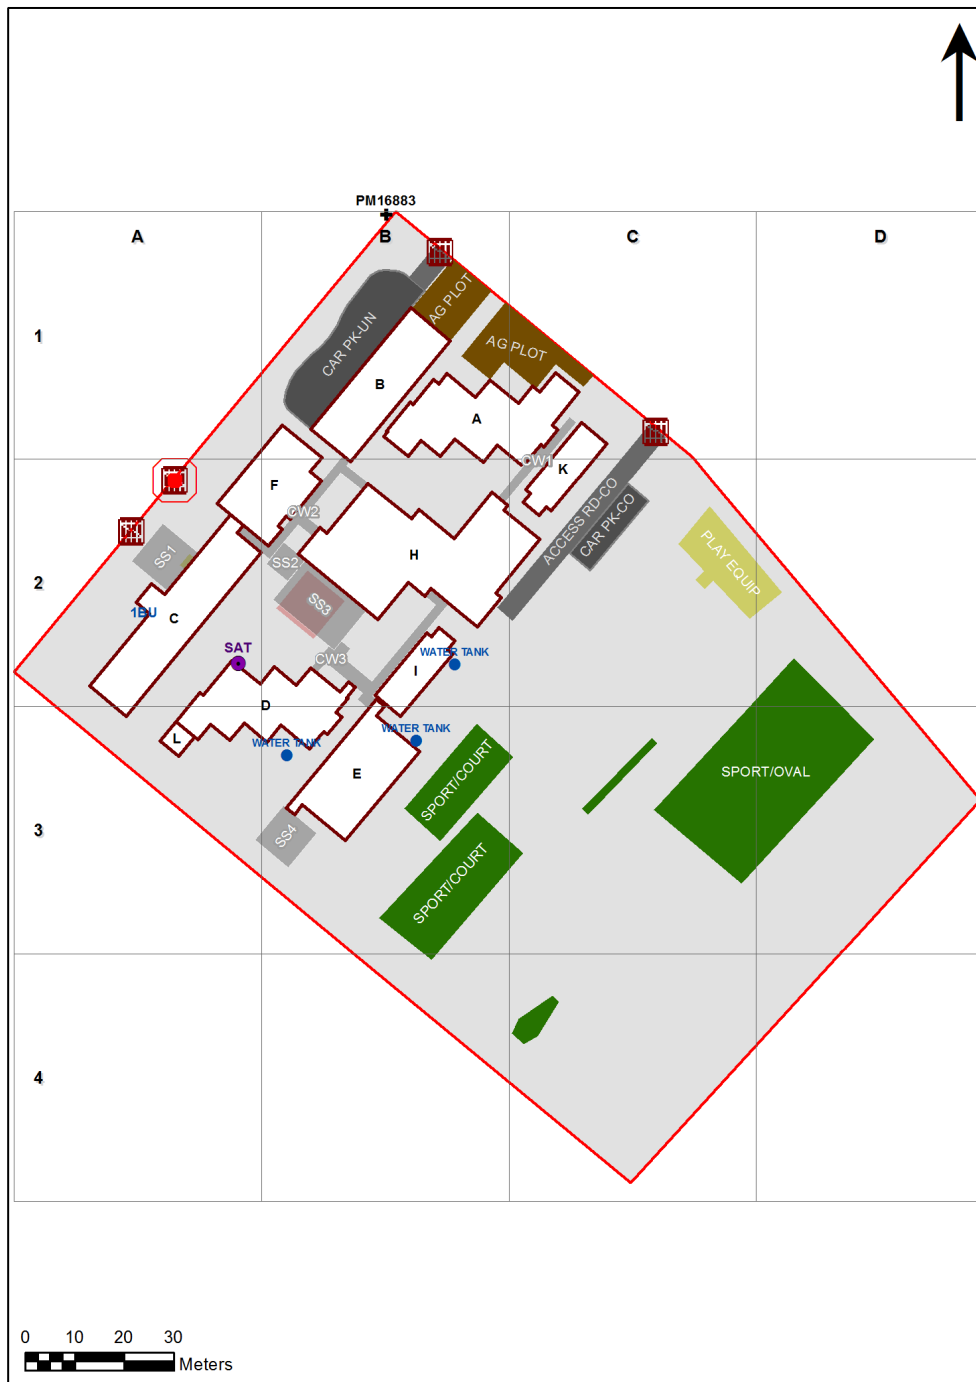 PM16883
A
B
C
D
1
AG PLOT
CAR PK-UN
AG PLOT
B
A
CW1
K
F
ACCESS RD-CO
CAR PK-CO
CW2
PLAY EQUIP
SS1
SS2
H
SS3
2
1BU
C
SAT
CW3
WATER TANK
I
D
WATER TANK
L
WATER TANK
E
SPORT/COURT
SPORT/OVAL
3
SS4
SPORT/COURT
4
0 10 20 30
Meters